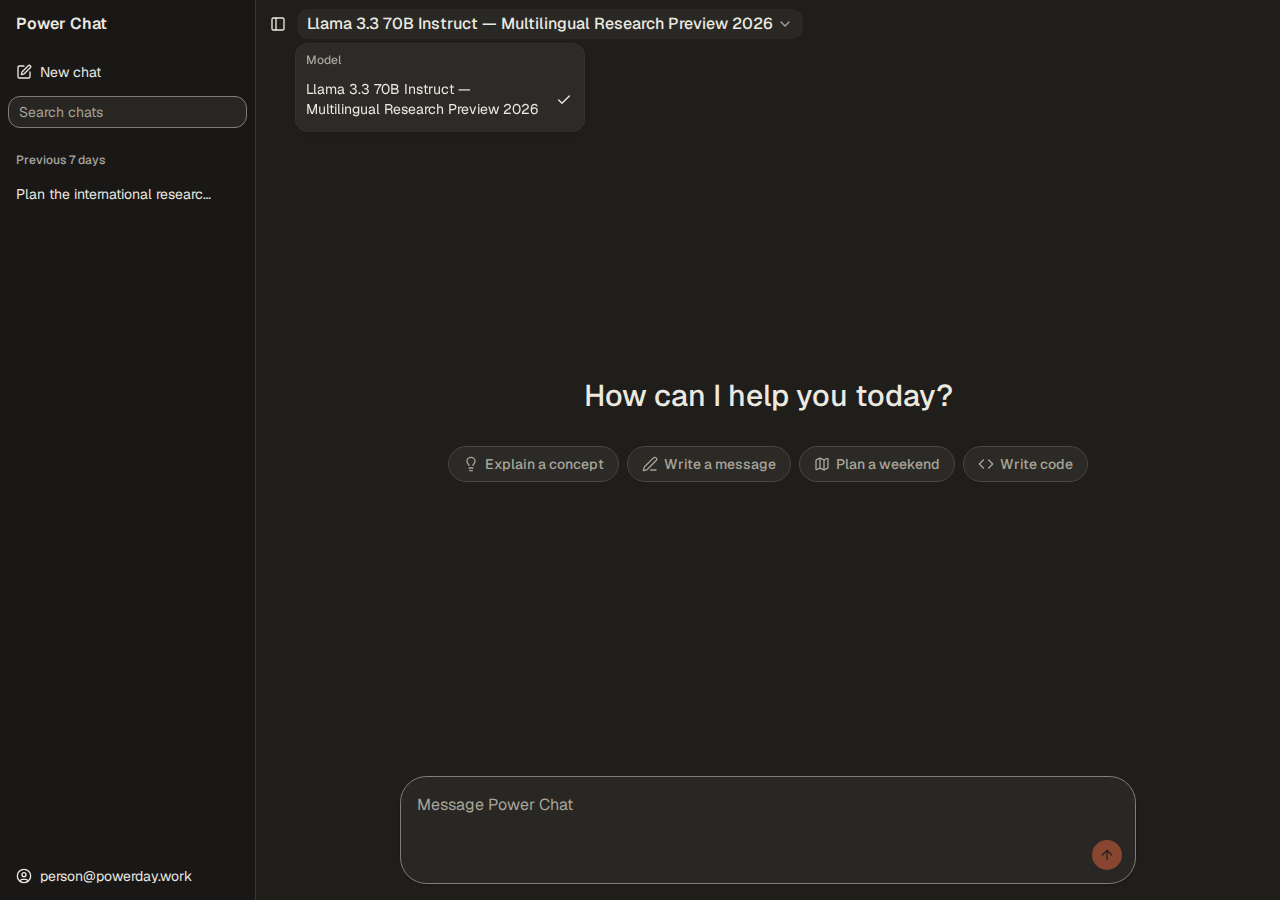 Power Chat
New chat
Search chats
Previous 7 days
Plan the international researc…
person@powerday.work
Llama 3.3 70B Instruct — Multilingual Research Preview 2026
Model
Llama 3.3 70B Instruct —
Multilingual Research Preview 2026
How can I help you today?
Explain a concept
Write a message
Plan a weekend
Write code
Message Power Chat